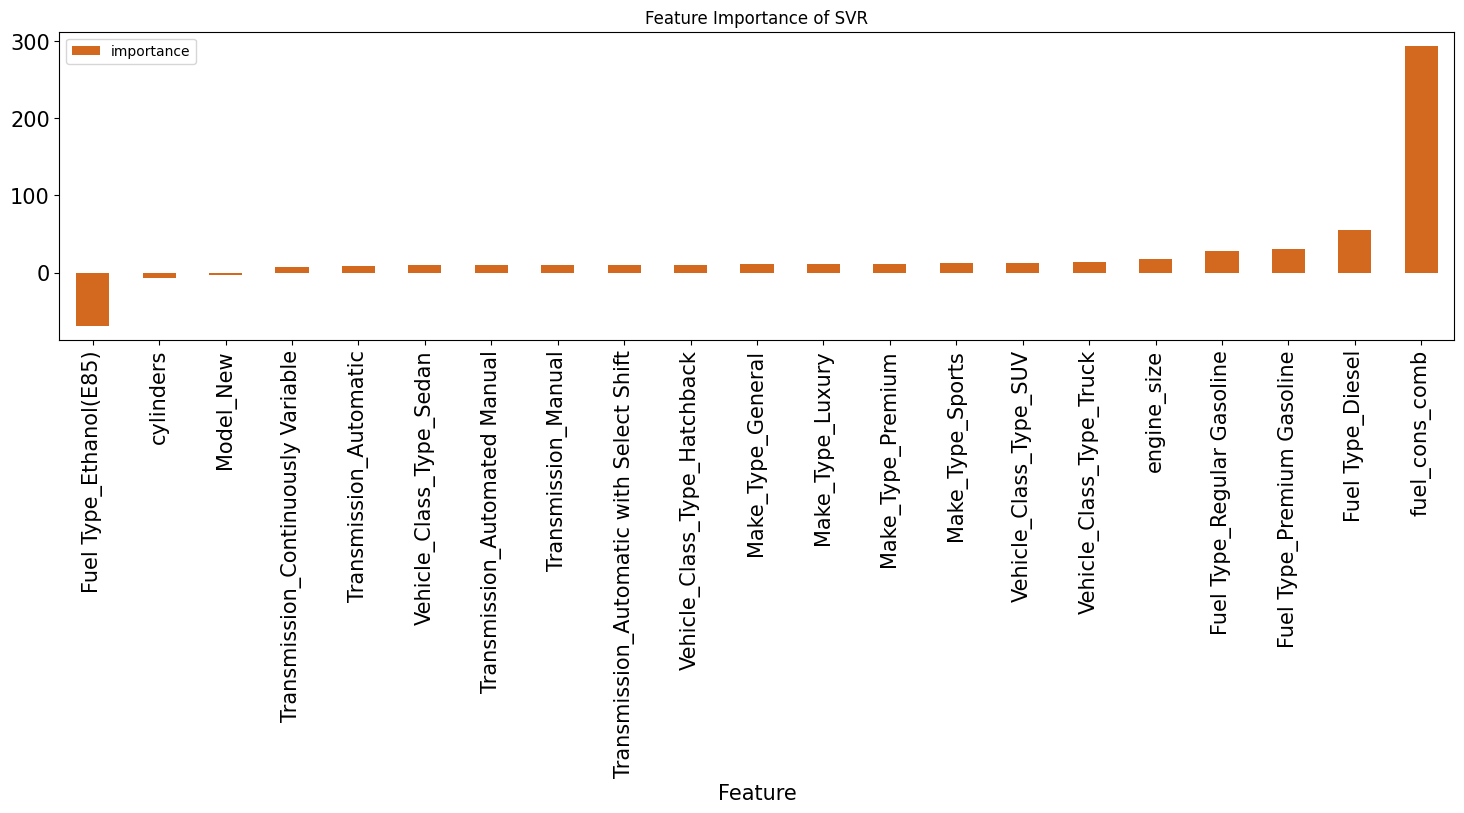 Feature Importance of SVR
importance
300
200
100
0
Fuel Type_Ethanol(E85)
cylinders
Model_New
Transmission_Continuously Variable
Transmission_Automatic
Vehicle_Class_Type_Sedan
Transmission_Automated Manual
Transmission_Manual
Transmission_Automatic with Select Shift
Vehicle_Class_Type_Hatchback
Make_Type_General
Make_Type_Luxury
Make_Type_Premium
Make_Type_Sports
Vehicle_Class_Type_SUV
Vehicle_Class_Type_Truck
engine_size
Fuel Type_Regular Gasoline
Fuel Type_Premium Gasoline
Fuel Type_Diesel
fuel_cons_comb
Feature